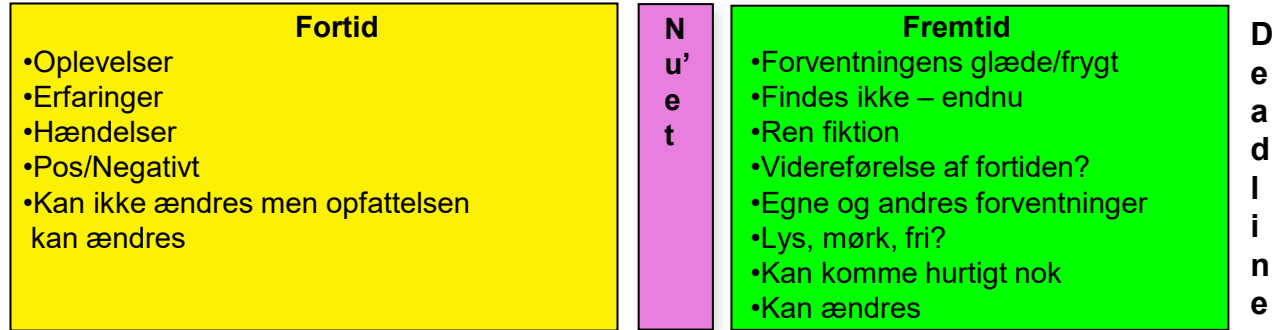 Fortid
•Oplevelser
•Erfaringer
•Hændelser
•Pos/Negativt
•Kan ikke ændres men opfattelsen
kan ændres
N
u’
e
t
Fremtid
•Forventningens glæde/frygt
•Findes ikke – endnu
•Ren fiktion
•Videreførelse af fortiden?
•Egne og andres forventninger
•Lys, mørk, fri?
•Kan komme hurtigt nok
•Kan ændres
D
e
a
d
l
i
n
e